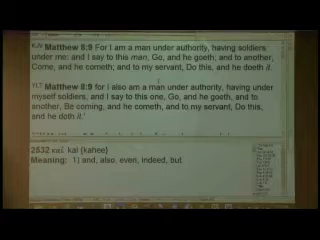 KJV Matthew 8:9 For I am a man under authority, having soldiers
under me: and I say to this man, Go, and he goeth; and to another,
Come, and he cometh; and to my servant, Do this, and he doeth it.
YLT Matthew 8:9 for I also am a man under authority, having under
myself soldiers; and I say to this one, Go, and he goeth, and to
another, Be coming, and he cometh, and to my servant, Do this,
and he doth it.'
2532 και kai {kahee}
Meaning: 1) and, also, even, indeed, but